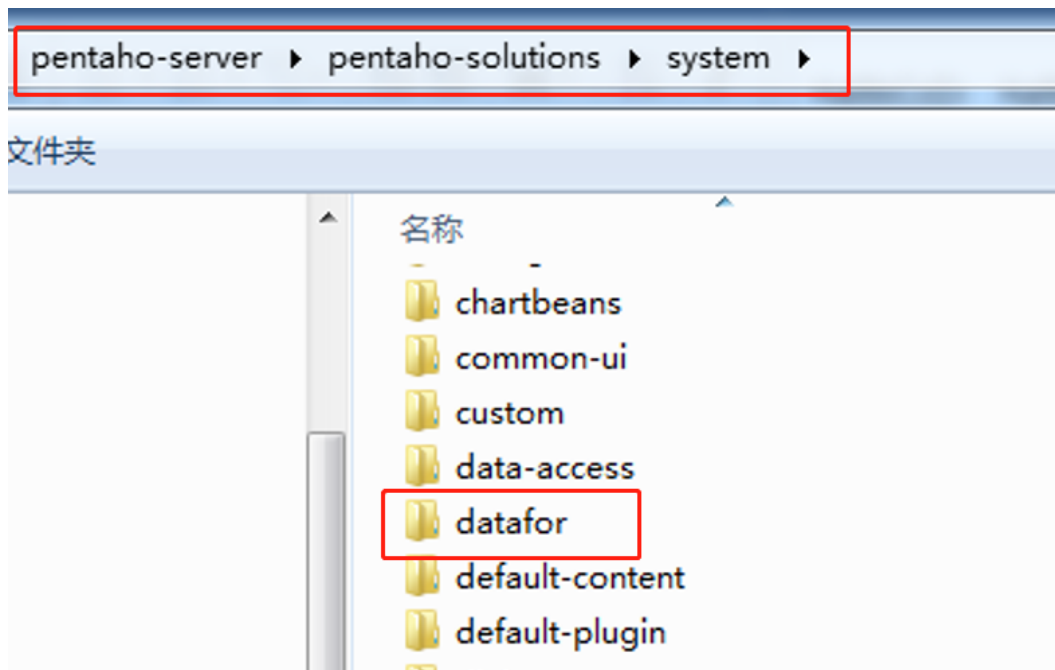 pentaho-server ▸ pentaho-solutions ▸ system ▸
文件夹
名称
chartbeans
common-ui
custom
data-access
datafor
default-content
default-plugin